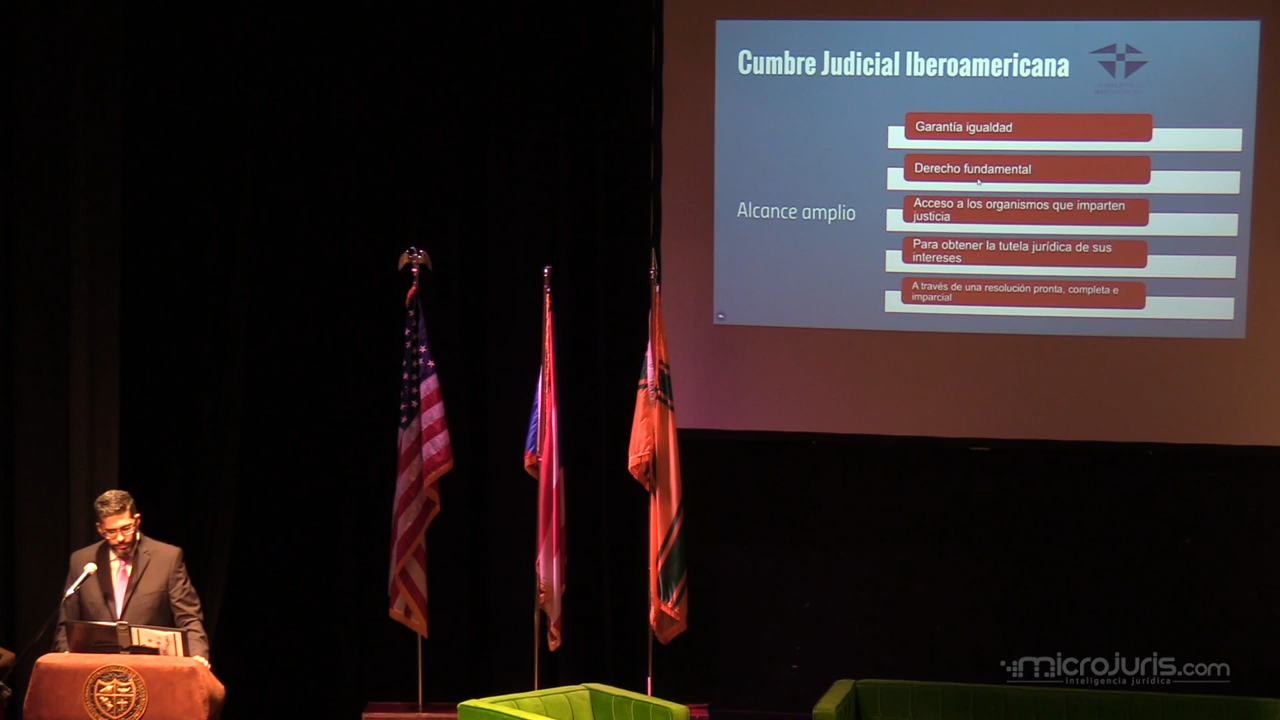 Cumbre Judicial Iberoamericana
Alcance amplio
Garantía igualdad
Derecho fundamental
Acceso a los organismos que imparten
justicia
Para obtener la tutela jurídica de sus
intereses
A través de una resolución pronta, completa e
imparcial
microjuris.com
inteligencia jurídica